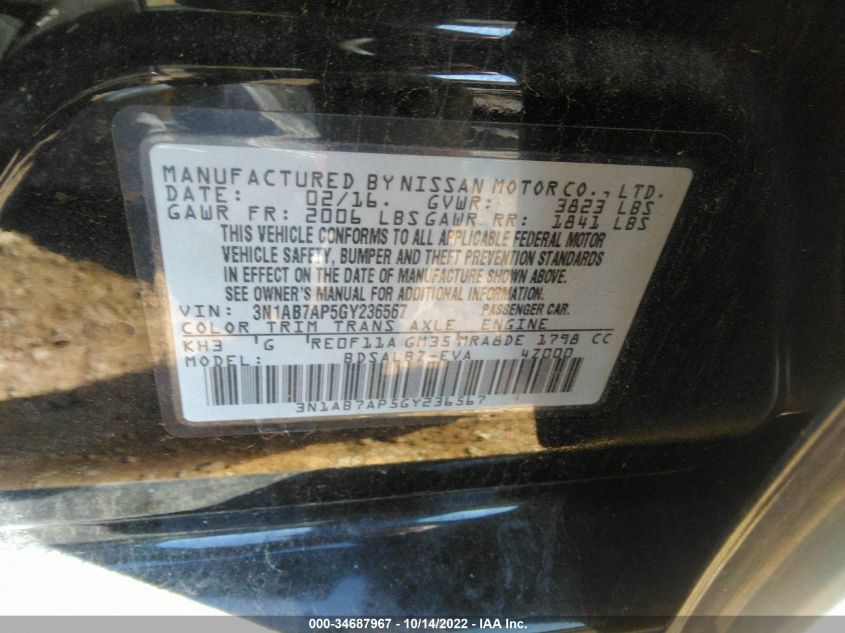 MANUFACTURED BY NISSAN MOTOR CO., LTD.
DATE: 02/16. GVWR: 3823 LBS
GAWR FR: 2006 LBS GAWR RR: 1841 LBS
THIS VEHICLE CONFORMS TO ALL APPLICABLE FEDERAL MOTOR
VEHICLE SAFETY, BUMPER AND THEFT PREVENTION STANDARDS
IN EFFECT ON THE DATE OF MANUFACTURE SHOWN ABOVE.
SEE OWNER'S MANUAL FOR ADDITIONAL INFORMATION.
VIN: 3N1AB7AP5GY236567 PASSENGER CAR.
COLOR TRIM TRANS AXLE ENGINE
KH3 G RE0F11A GM35 MRA8DE 1798 CC
MODEL: BDSALBZ-EVA 4Z000
3N1AB7AP5GY236567
000-34687967 - 10/14/2022 - IAA Inc.